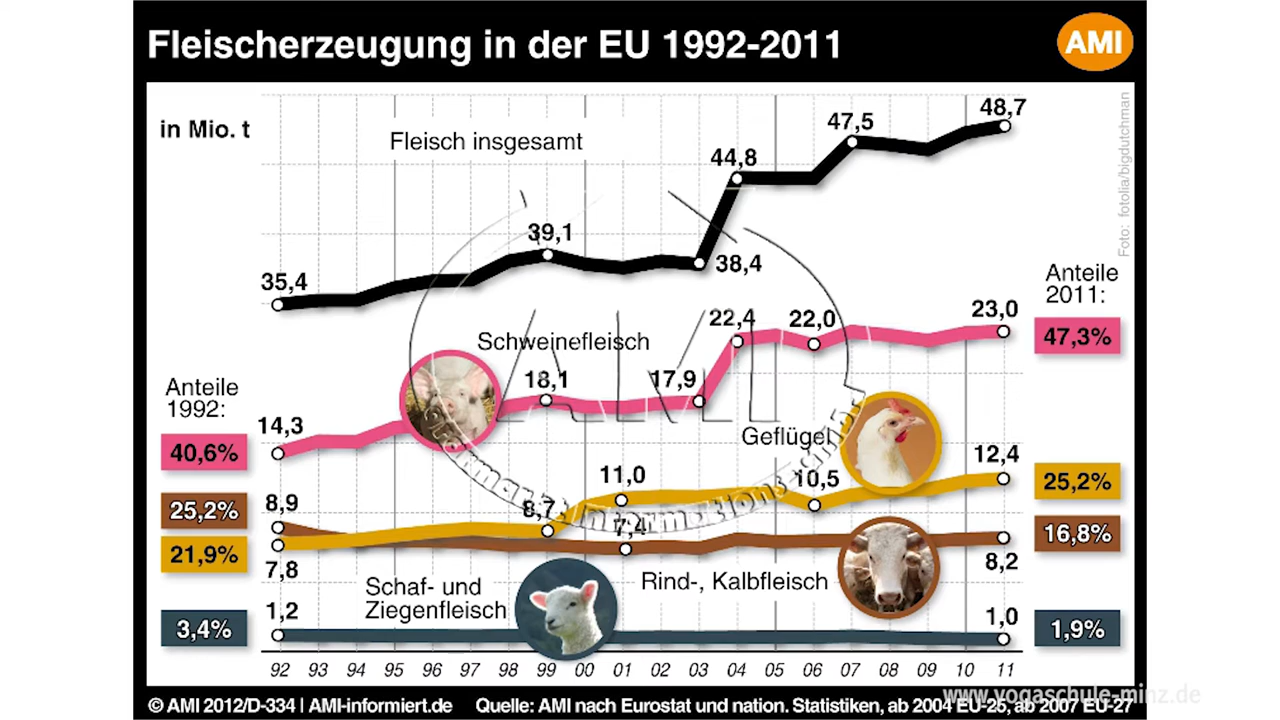 Fleischerzeugung in der EU 1992-2011
AMI
in Mio. t
Fleisch insgesamt
35,4
39,1
38,4
44,8
47,5
48,7
Foto: fotolia/bigdutchman
Anteile
2011:
47,3%
25,2%
16,8%
1,9%
Schweinefleisch
14,3
18,1
17,9
22,4
22,0
23,0
Anteile
1992:
40,6%
25,2%
21,9%
3,4%
Geflügel
8,9
7,8
8,7
11,0
10,5
12,4
7,4
8,2
Rind-, Kalbfleisch
Schaf- und
Ziegenfleisch
1,2
1,0
92 93 94 95 96 97 98 99 00 01 02 03 04 05 06 07 08 09 10 11
© AMI 2012/D-334 | AMI-informiert.de Quelle: AMI nach Eurostat und nation. Statistiken, ab 2004 EU-25, ab 2007 EU-27
www.yogaschule-minz.de